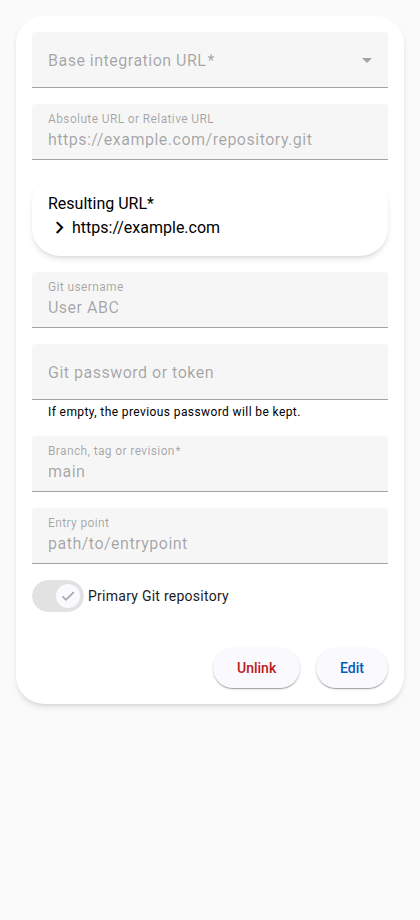 Base integration URL*
Absolute URL or Relative URL
https://example.com/repository.git
Resulting URL*
https://example.com
Git username
User ABC
Git password or token
If empty, the previous password will be kept.
Branch, tag or revision*
main
Entry point
path/to/entrypoint
Primary Git repository
Unlink
Edit